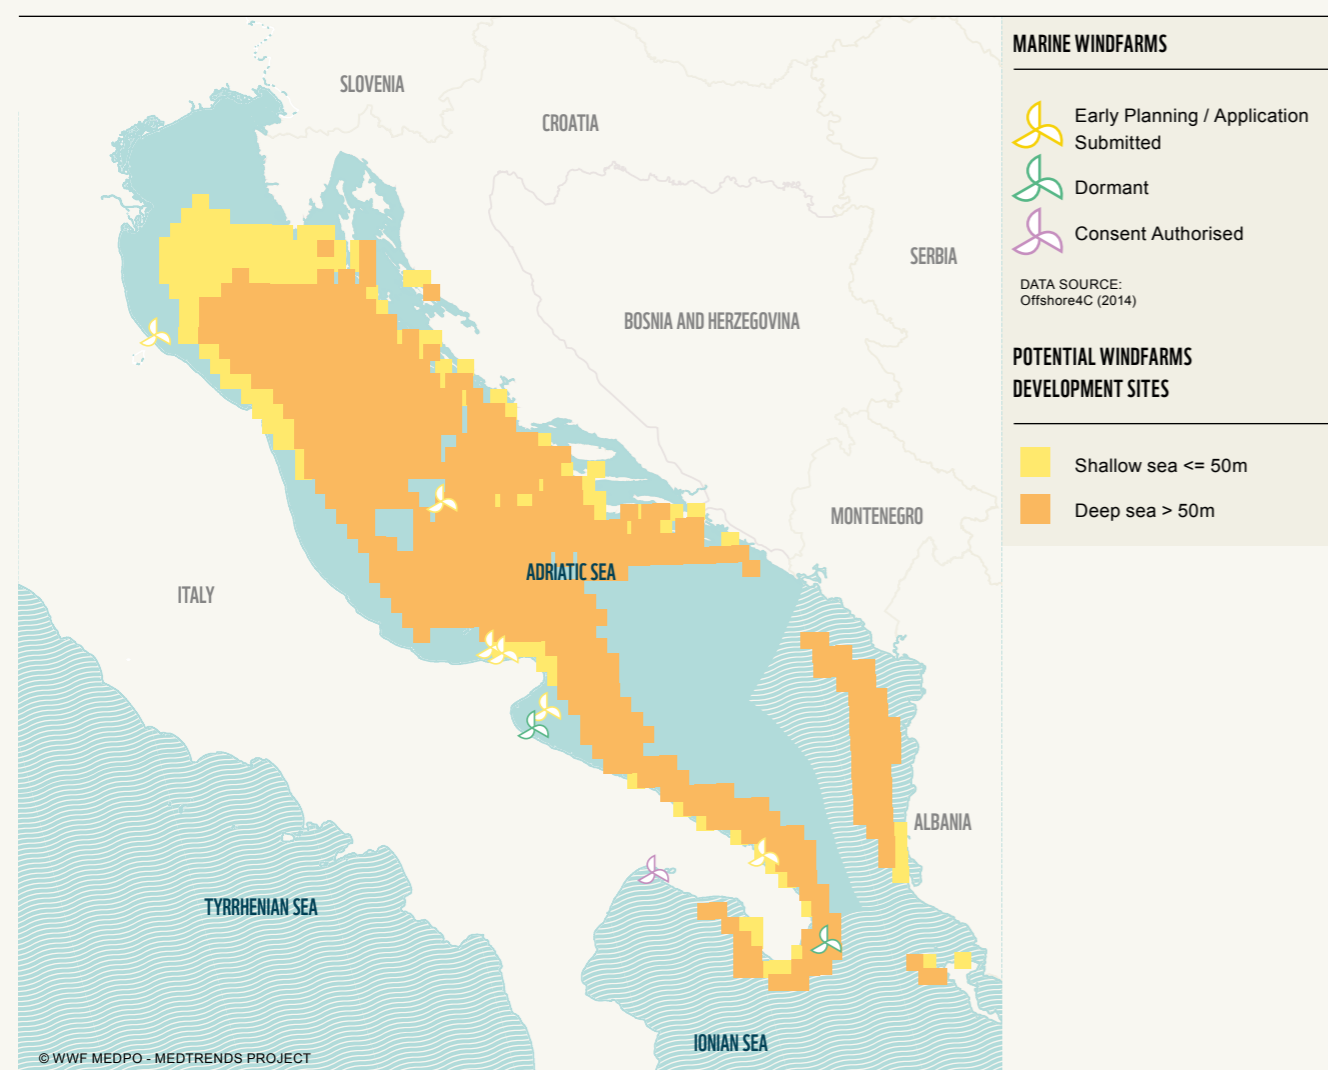 SLOVENIA
CROATIA
SERBIA
BOSNIA AND HERZEGOVINA
MONTENEGRO
ADRIATIC SEA
ITALY
ALBANIA
TYRRHENIAN SEA
IONIAN SEA
© WWF MEDPO - MEDTRENDS PROJECT
MARINE WINDFARMS
Early Planning / Application
Submitted
Dormant
Consent Authorised
DATA SOURCE:
Offshore4C (2014)
POTENTIAL WINDFARMS
DEVELOPMENT SITES
Shallow sea <= 50m
Deep sea > 50m